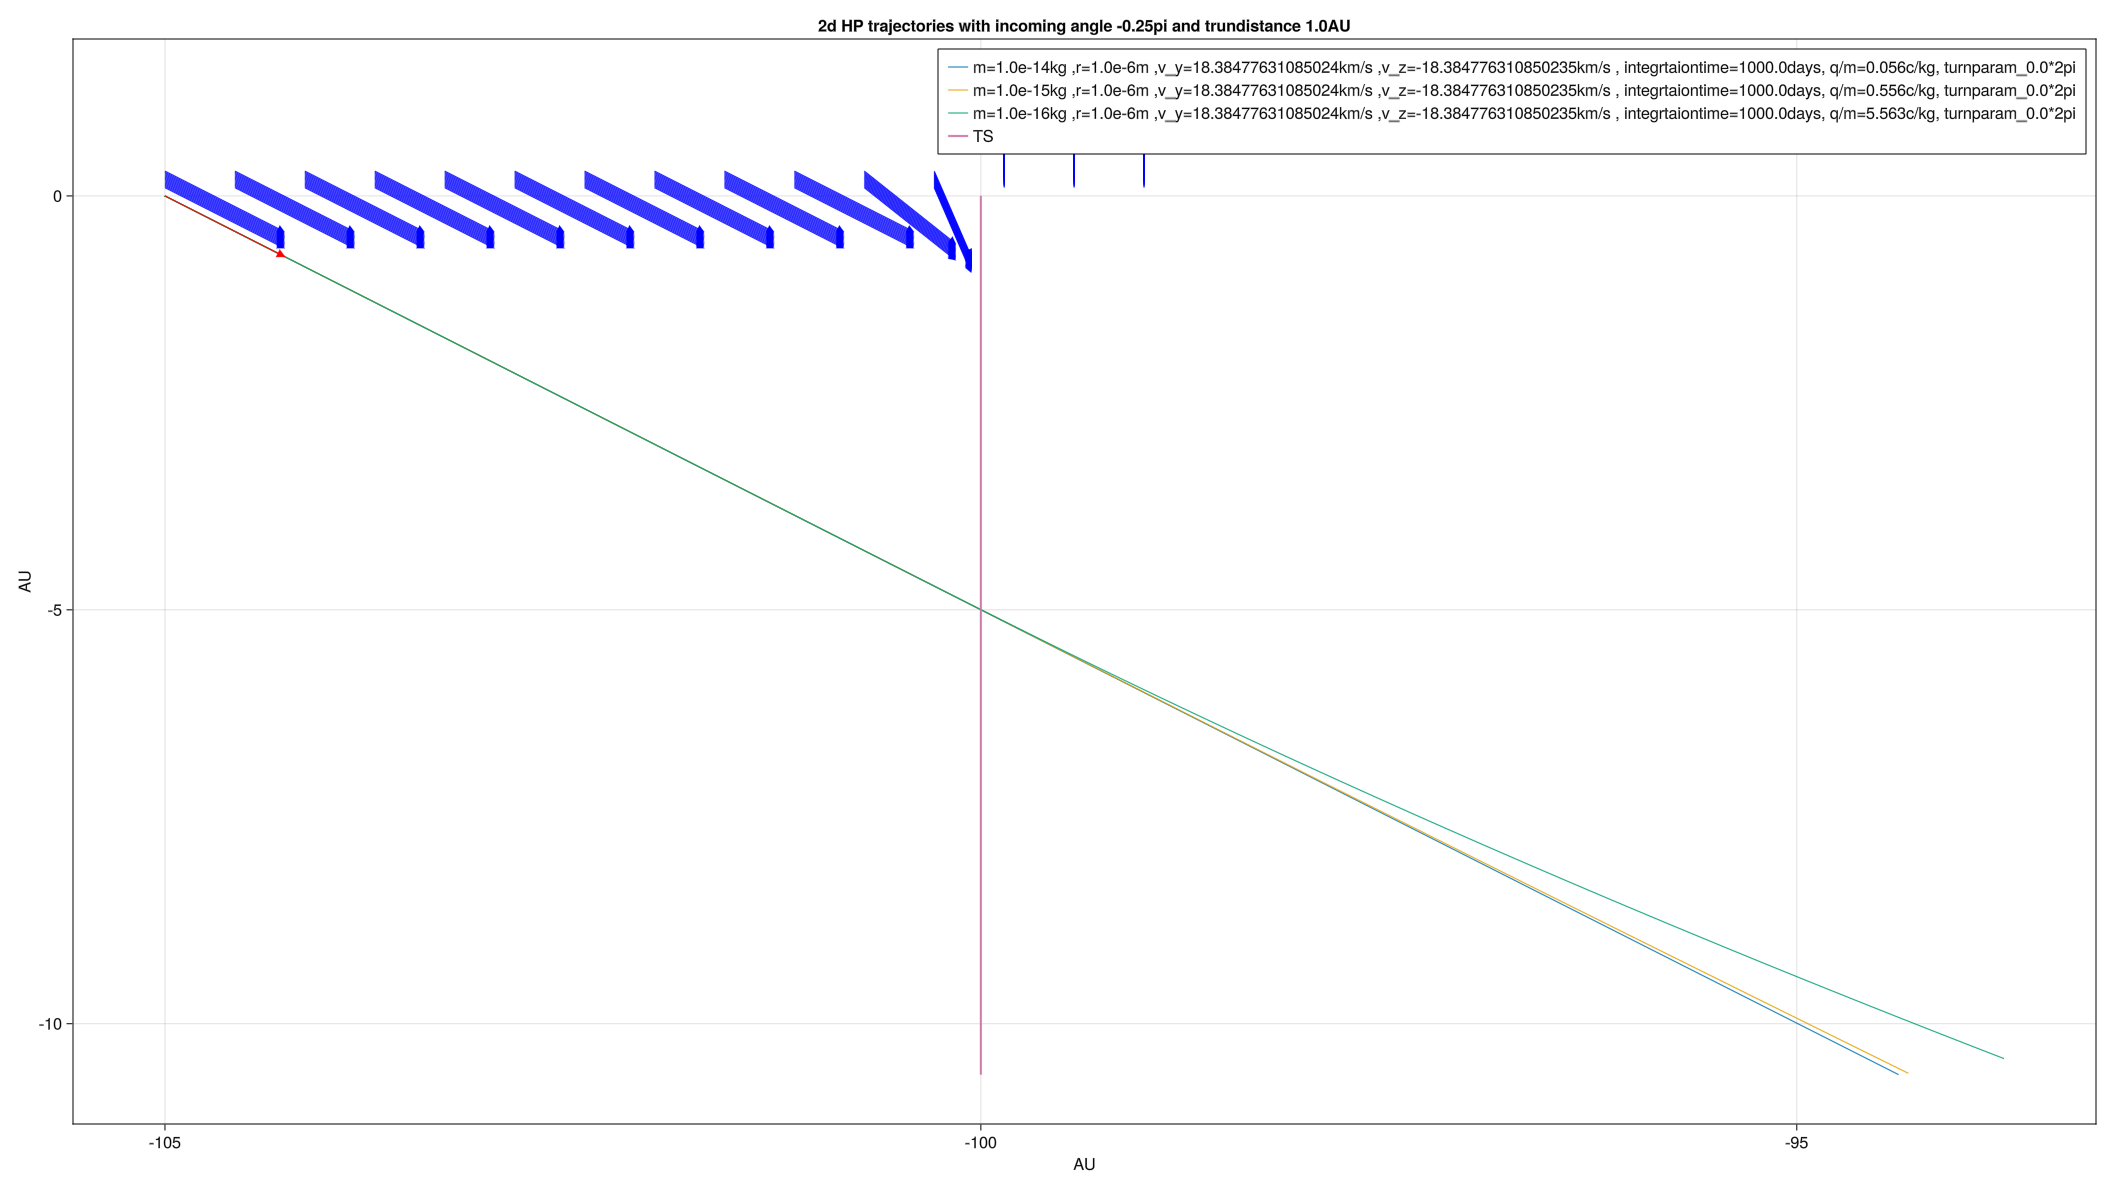 2d HP trajectories with incoming angle -0.25pi and trundistance 1.0AU
m=1.0e-14kg ,r=1.0e-6m ,v_y=18.38477631085024km/s ,v_z=-18.384776310850235km/s , integrtaiontime=1000.0days, q/m=0.056c/kg, turnparam_0.0*2pi
m=1.0e-15kg ,r=1.0e-6m ,v_y=18.38477631085024km/s ,v_z=-18.384776310850235km/s , integrtaiontime=1000.0days, q/m=0.556c/kg, turnparam_0.0*2pi
m=1.0e-16kg ,r=1.0e-6m ,v_y=18.38477631085024km/s ,v_z=-18.384776310850235km/s , integrtaiontime=1000.0days, q/m=5.563c/kg, turnparam_0.0*2pi
TS
0
-5
-10
AU
-105
-100
-95
AU